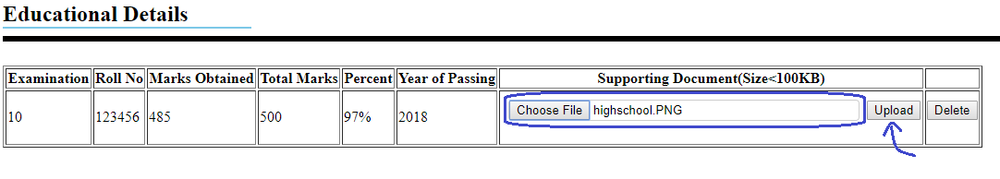 Educational Details
Examination Roll No Marks Obtained Total Marks Percent Year of Passing Supporting Document(Size<100KB)
10 123456 485 500 97% 2018 Choose File highschool.PNG Upload Delete